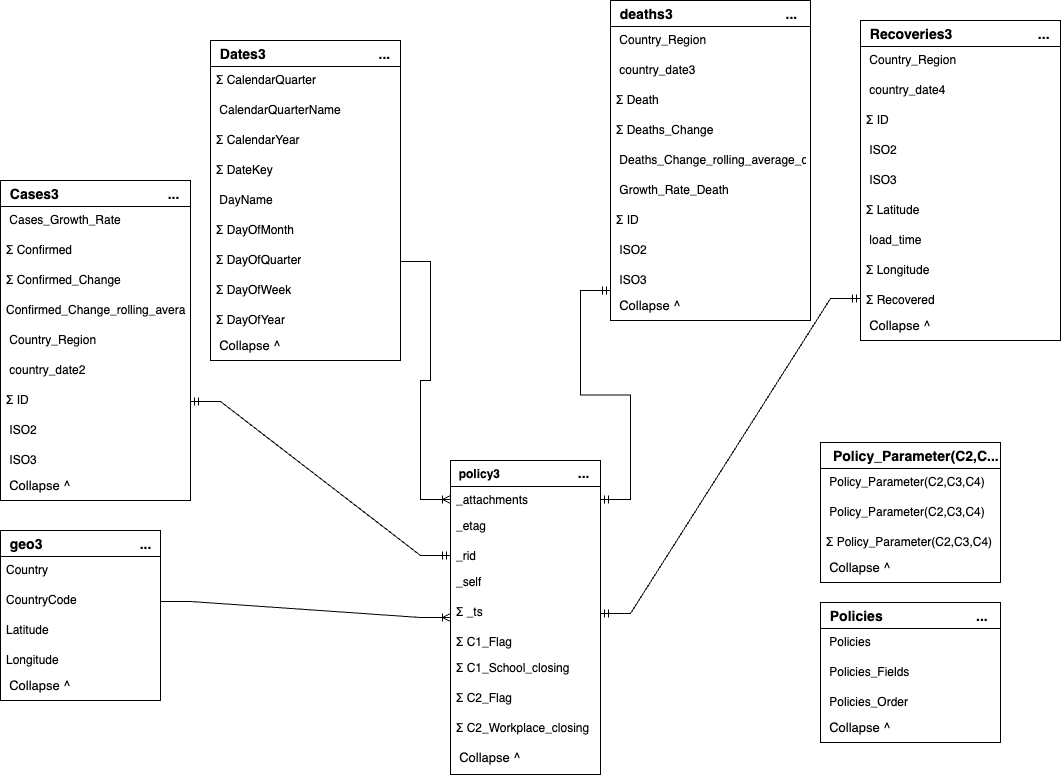 deaths3 ...
Country_Region
country_date3
Σ Death
Σ Deaths_Change
Deaths_Change_rolling_average_c
Growth_Rate_Death
Σ ID
ISO2
ISO3
Collapse ^
Recoveries3 ...
Country_Region
country_date4
Σ ID
ISO2
ISO3
Σ Latitude
load_time
Σ Longitude
Σ Recovered
Collapse ^
Dates3 ...
Σ CalendarQuarter
CalendarQuarterName
Σ CalendarYear
Σ DateKey
DayName
Σ DayOfMonth
Σ DayOfQuarter
Σ DayOfWeek
Σ DayOfYear
Collapse ^
Cases3 ...
Cases_Growth_Rate
Σ Confirmed
Σ Confirmed_Change
Confirmed_Change_rolling_avera
Country_Region
country_date2
Σ ID
ISO2
ISO3
Collapse ^
geo3 ...
Country
CountryCode
Latitude
Longitude
Collapse ^
policy3 ...
_attachments
_etag
_rid
_self
Σ _ts
Σ C1_Flag
Σ C1_School_closing
Σ C2_Flag
Σ C2_Workplace_closing
Collapse ^
Policy_Parameter(C2,C...
Policy_Parameter(C2,C3,C4)
Policy_Parameter(C2,C3,C4)
Σ Policy_Parameter(C2,C3,C4)
Collapse ^
Policies ...
Policies
Policies_Fields
Policies_Order
Collapse ^